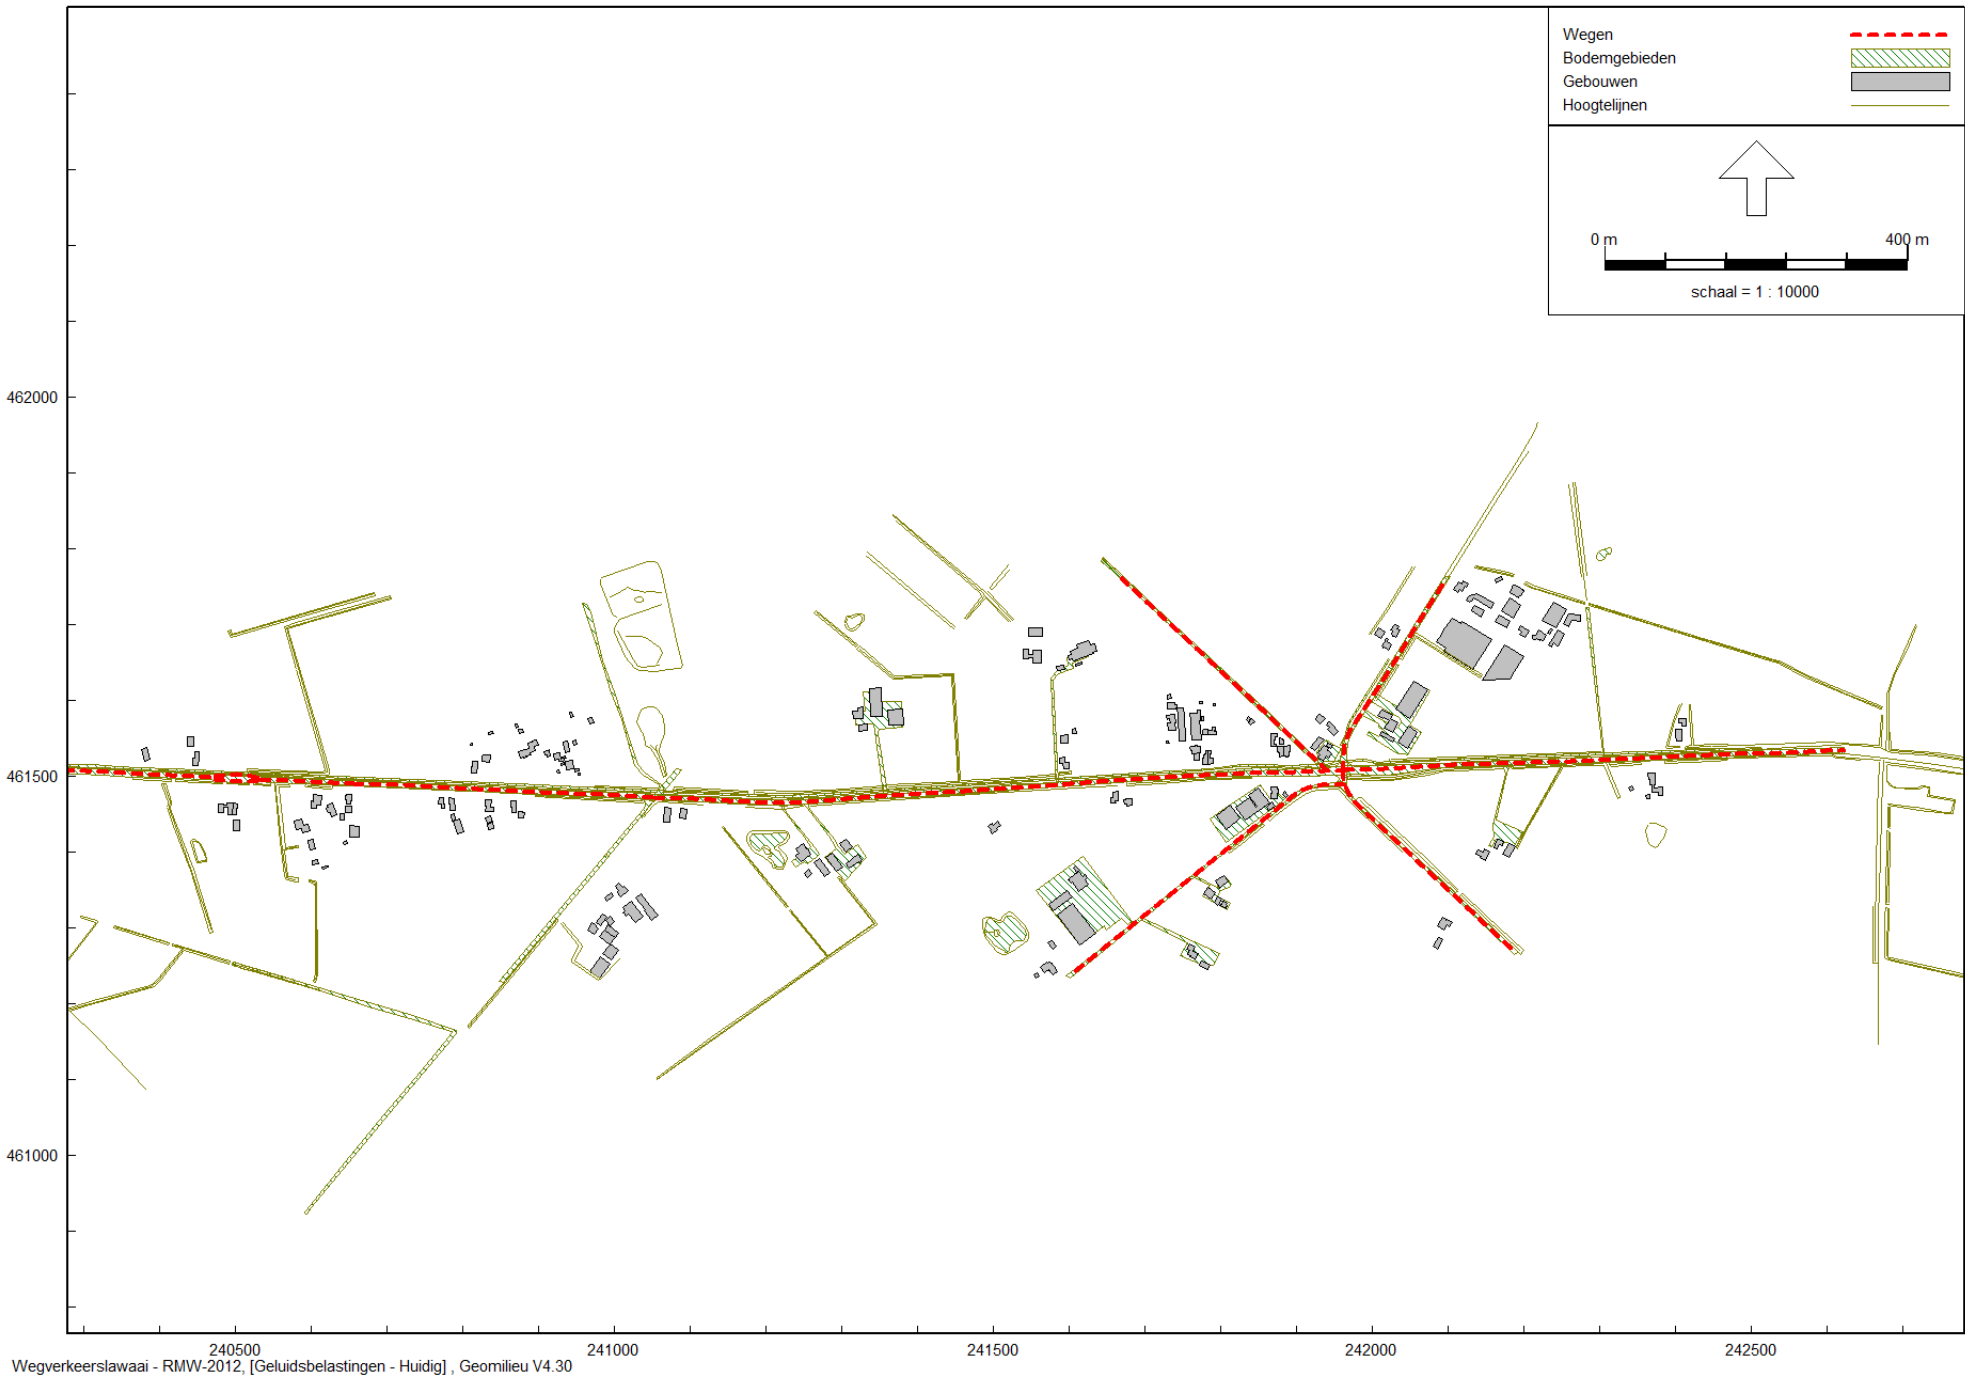 Wegen
Bodemgebieden
Gebouwen
Hoogtelijnen
0 m 400 m
schaal = 1 : 10000
462000
461500
461000
240500 241000 241500 242000 242500
Wegverkeerslawaai - RMW-2012, [Geluidsbelastingen - Huidig] , Geomilieu V4.30